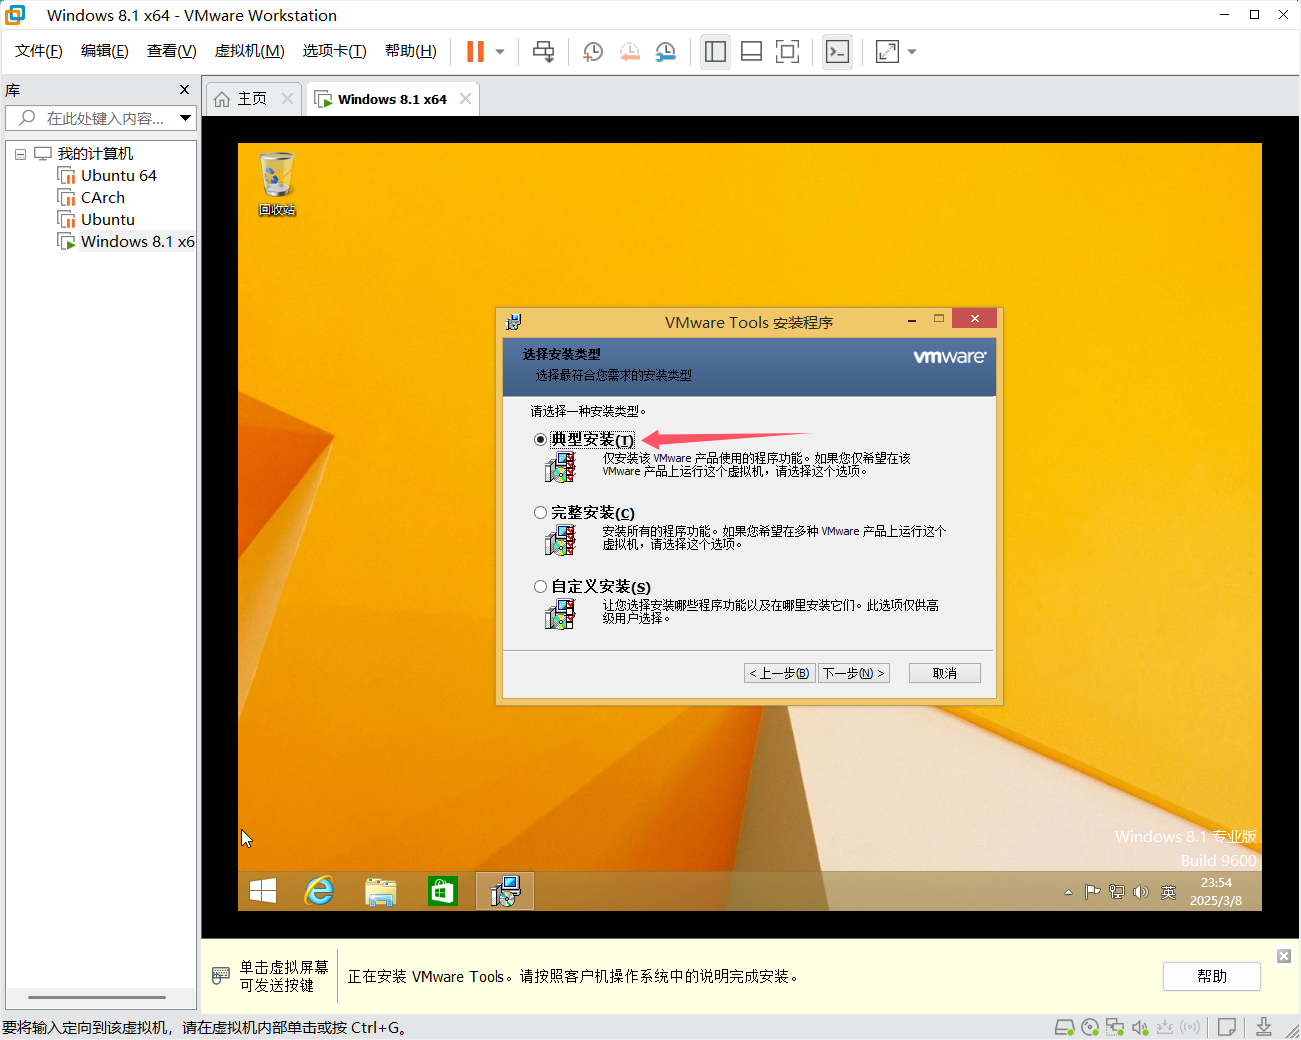 Windows 8.1 x64 - VMware Workstation
文件(F) 编辑(E) 查看(V) 虚拟机(M) 选项卡(T) 帮助(H)
库
在此处键入内容...
我的计算机
Ubuntu 64
CArch
Ubuntu
Windows 8.1 x6
主页
Windows 8.1 x64
回收站
VMware Tools 安装程序
选择安装类型
选择最符合您需求的安装类型
vmware
请选择一种安装类型。
典型安装(T)
仅安装该 VMware 产品使用的程序功能。如果您仅希望在该
VMware 产品上运行这个虚拟机，请选择这个选项。
完整安装(C)
安装所有的程序功能。如果您希望在多种 VMware 产品上运行这个
虚拟机，请选择这个选项。
自定义安装(S)
让您选择安装哪些程序功能以及在哪里安装它们。此选项仅供高
级用户选择。
< 上一步(B) 下一步(N) > 取消
Windows 8.1 专业版
Build 9600
英
23:54
2025/3/8
单击虚拟屏幕
可发送按键
正在安装 VMware Tools。请按照客户机操作系统中的说明完成安装。
帮助
要将输入定向到该虚拟机，请在虚拟机内部单击或按 Ctrl+G。